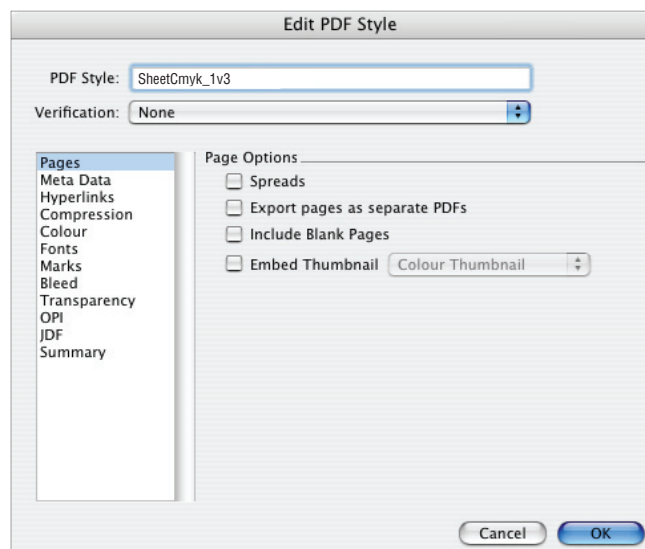 Edit PDF Style
PDF Style: SheetCmyk_1v3
Verification: None
Pages
Meta Data
Hyperlinks
Compression
Colour
Fonts
Marks
Bleed
Transparency
OPI
JDF
Summary
Page Options
Spreads
Export pages as separate PDFs
Include Blank Pages
Embed Thumbnail Colour Thumbnail
Cancel OK